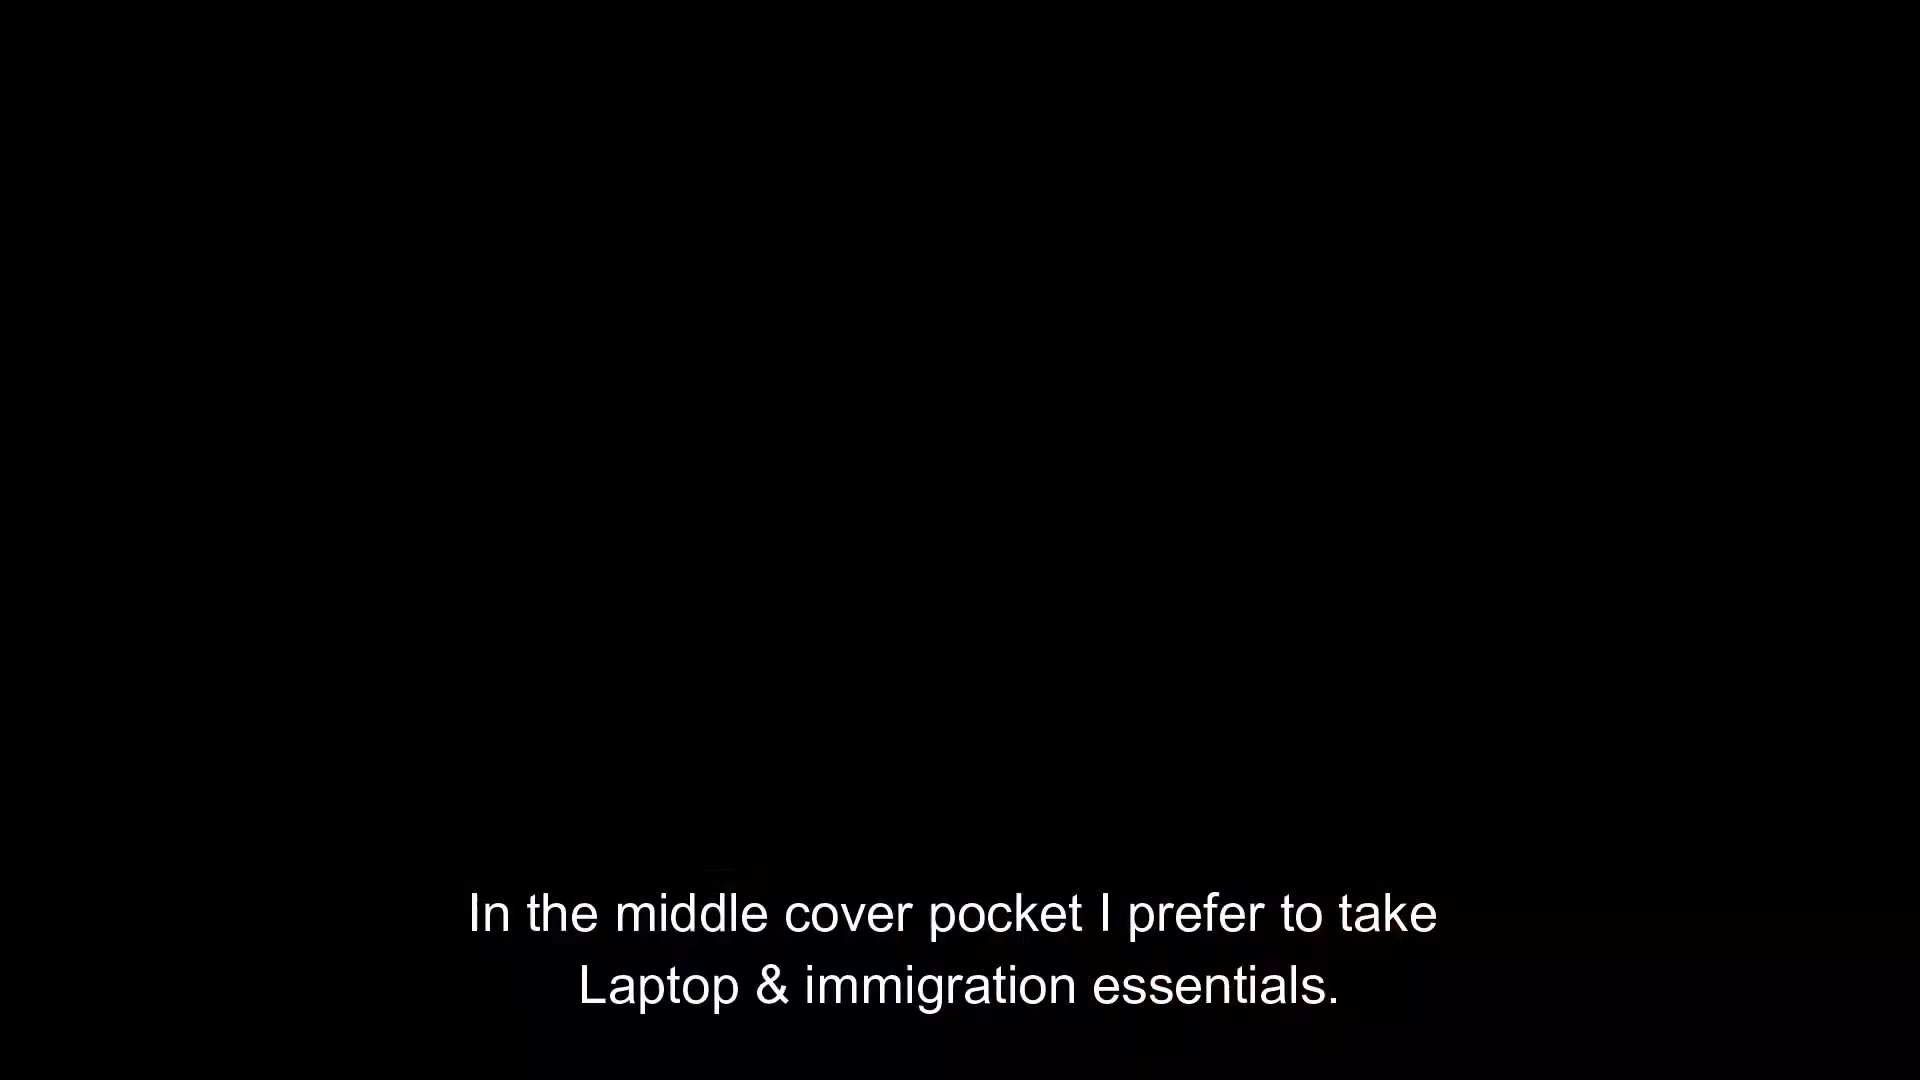 In the middle cover pocket I prefer to take
Laptop & immigration essentials.